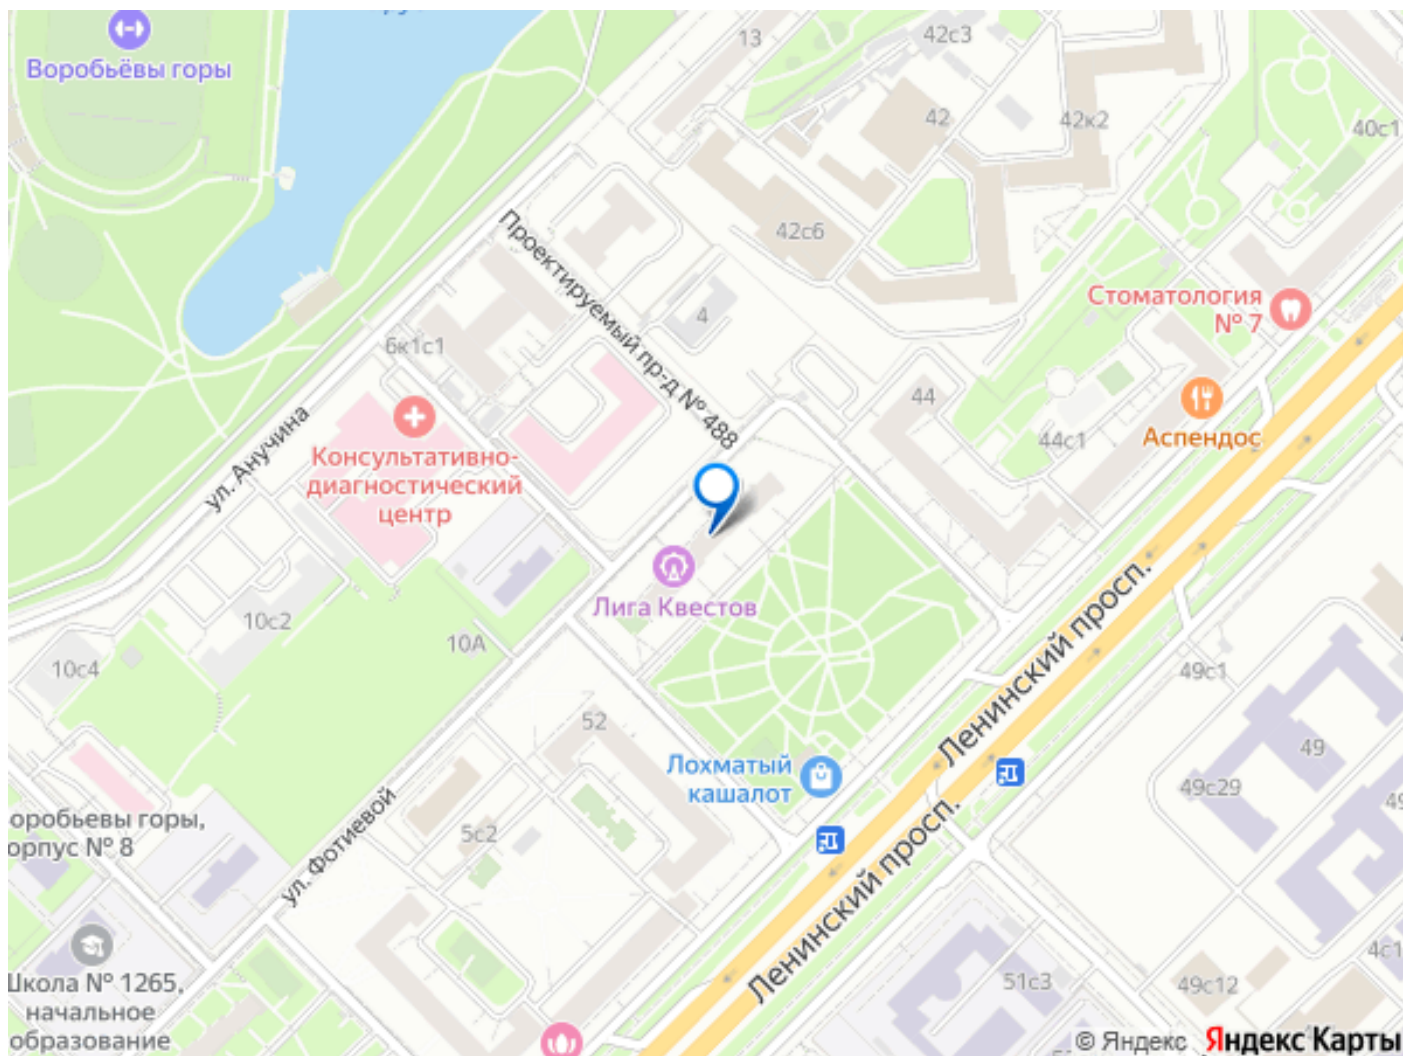 Воробьёвы горы
13
42с3
42
42к2
40с1
42с6
Проектируемый пр-д № 488
4
Стоматология
№ 7
6к1с1
44
44с1
Аспендос
ул. Анучина
Консультативно-
диагностический
центр
Лига Квестов
10с2
10А
10с4
Ленинский просп.
49с1
52
49
49с29
Лохматый
кашалот
5с2
ул. Фотиевой
оробьевы горы,
орпус № 8
Ленинский просп.
Школа № 1265,
начальное
образование
51с3
49с12
4с1
© Яндекс Яндекс Карты